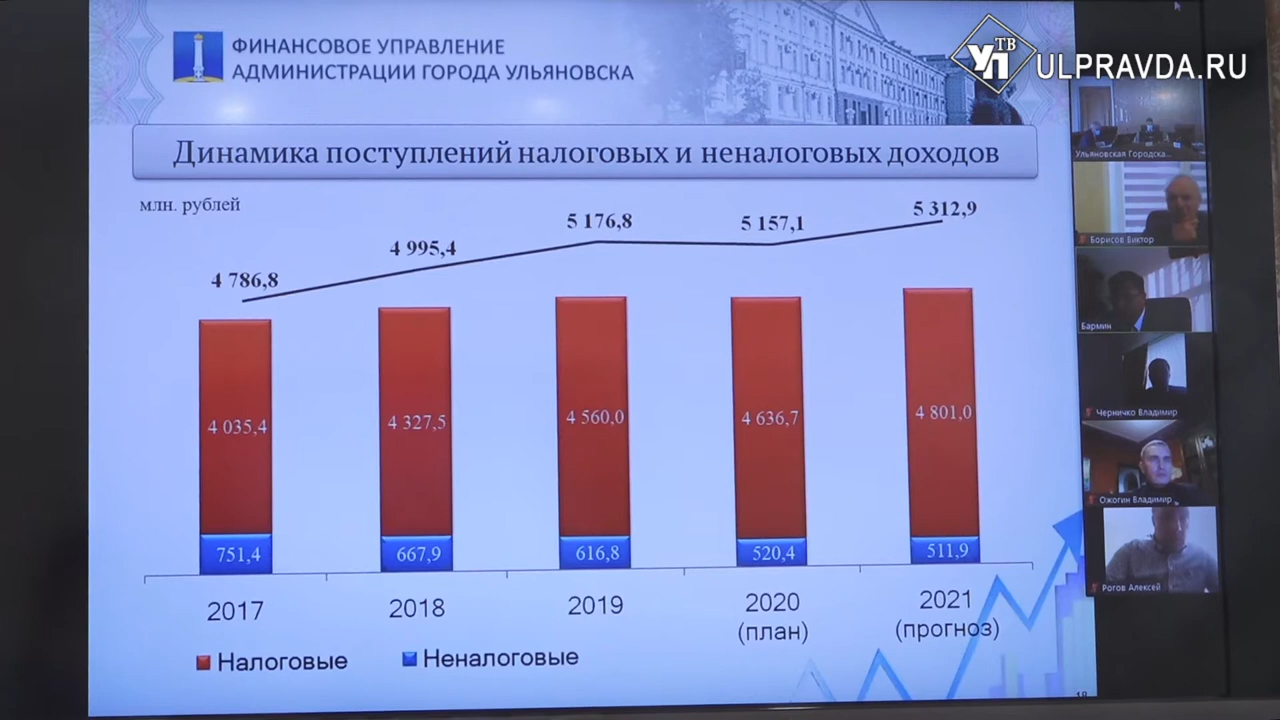 ФИНАНСОВОЕ УПРАВЛЕНИЕ
АДМИНИСТРАЦИИ ГОРОДА УЛЬЯНОВСКА
УП ТВ
ULPRAVDA.RU
Динамика поступлений налоговых и неналоговых доходов
млн. рублей
4 786,8
4 995,4
5 176,8
5 157,1
5 312,9
4 035,4
4 327,5
4 560,0
4 636,7
4 801,0
751,4
667,9
616,8
520,4
511,9
2017
2018
2019
2020
(план)
2021
(прогноз)
Налоговые
Неналоговые
Ульяновская Городска...
Борисов Виктор
Бармин
Черничко Владимир
Ожогин Владимир
Рогов Алексей